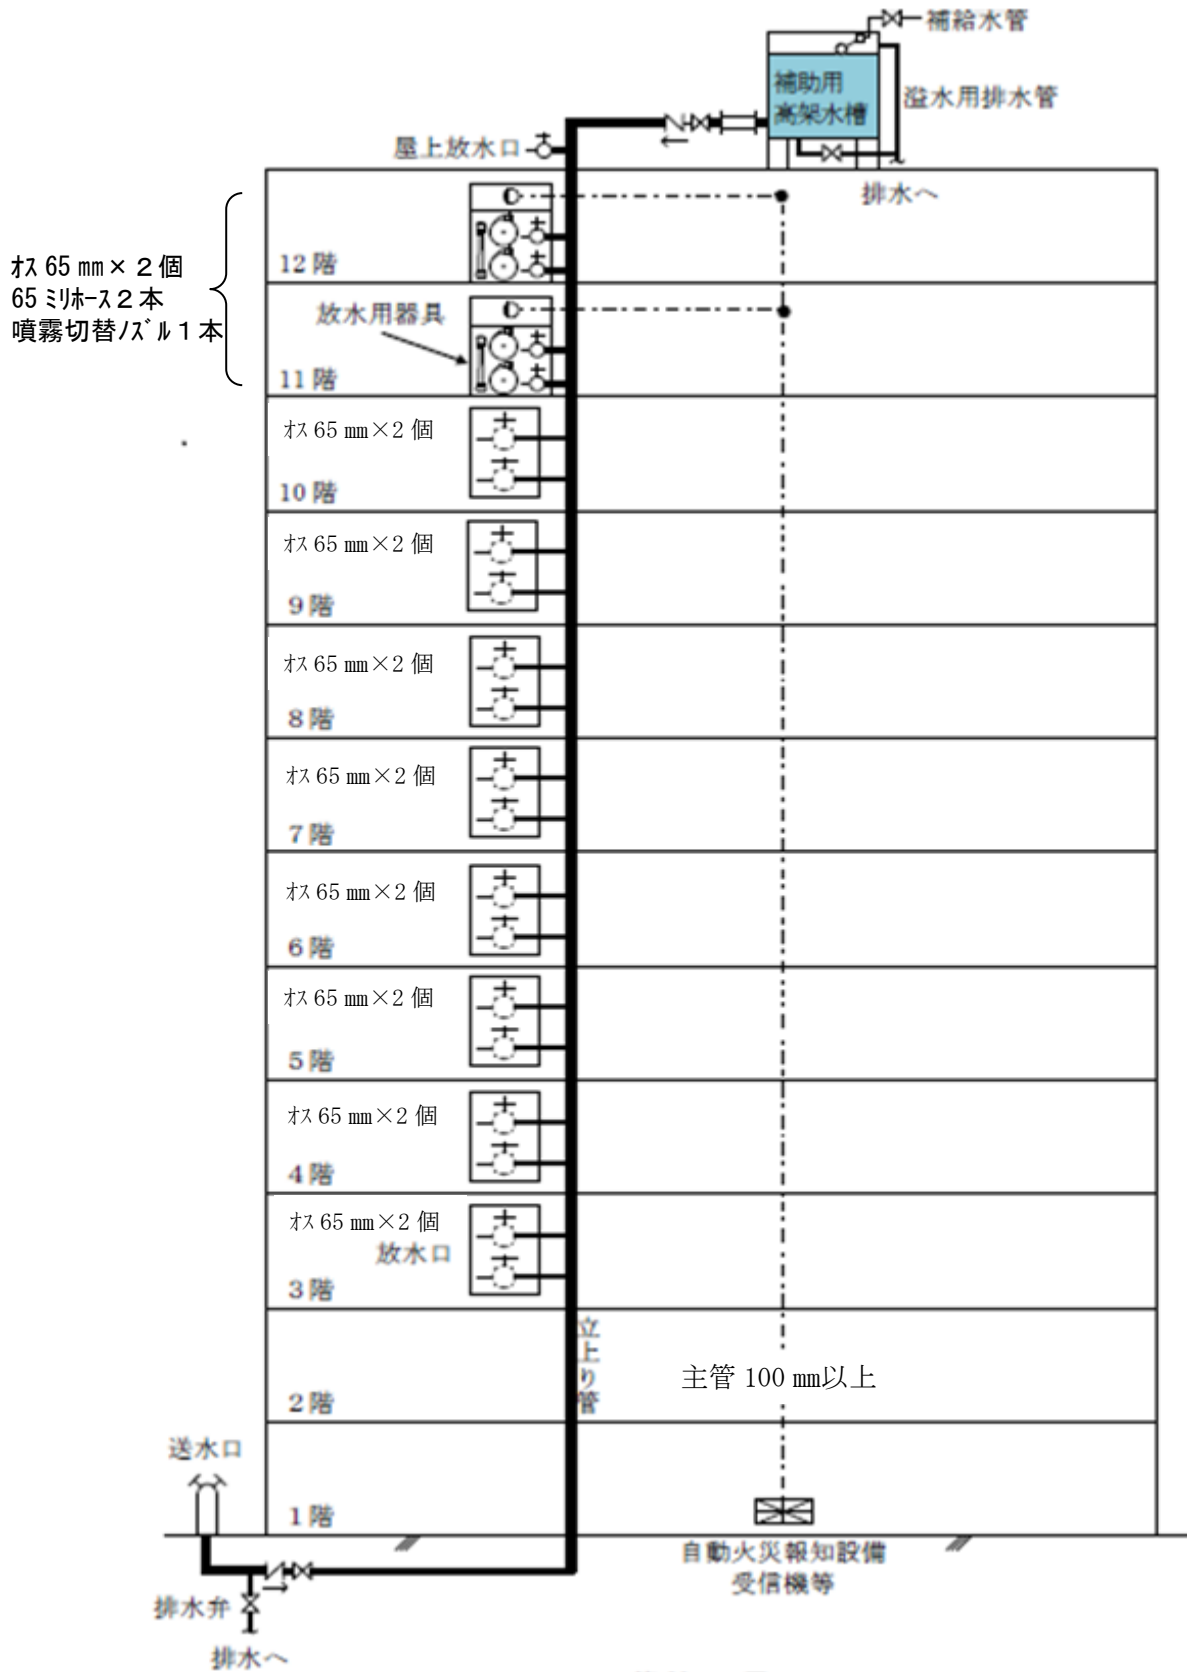 補給水管
補助用
高架水槽
溢水用排水管
屋上放水口
排水へ
ｵｽ 65 ㎜× ２個
65 ﾐﾘﾎｰｽ２本
噴霧切替ﾉｽﾞﾙ１本
12階
放水用器具
11階
ｵｽ 65 ㎜×2 個
10階
ｵｽ 65 ㎜×2 個
9階
ｵｽ 65 ㎜×2 個
8階
ｵｽ 65 ㎜×2 個
7階
ｵｽ 65 ㎜×2 個
6階
ｵｽ 65 ㎜×2 個
5階
ｵｽ 65 ㎜×2 個
4階
ｵｽ 65 ㎜×2 個
放水口
3階
立上り管
主管 100 ㎜以上
2階
送水口
1階
自動火災報知設備
受信機等
排水弁
排水へ